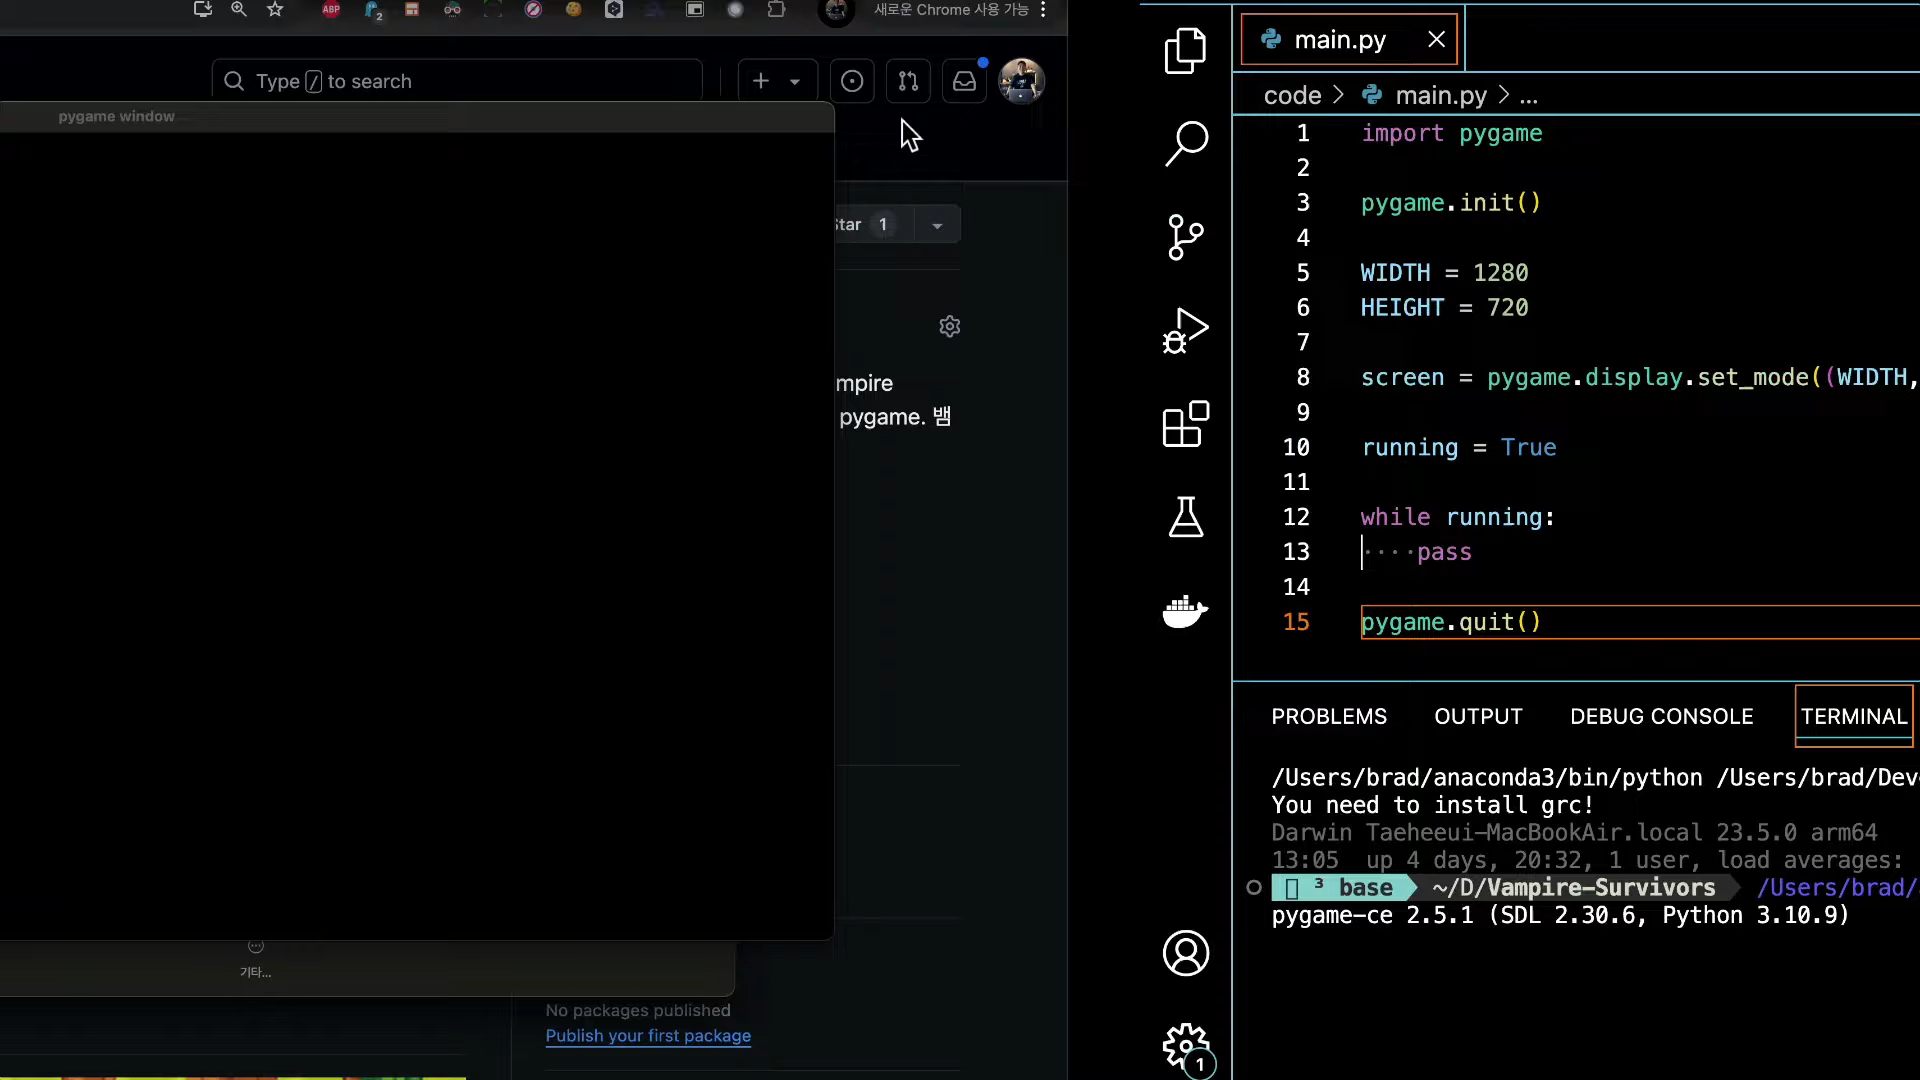 ABP
2
새로운 Chrome 사용 가능
Type / to search
pygame window
Star 1
mpire
pygame. 뱀
기타...
No packages published
Publish your first package
main.py
code > main.py > ...
1 import pygame
2
3 pygame.init()
4
5 WIDTH = 1280
6 HEIGHT = 720
7
8 screen = pygame.display.set_mode((WIDTH,
9
10 running = True
11
12 while running:
13 ····pass
14
15 pygame.quit()
PROBLEMS OUTPUT DEBUG CONSOLE TERMINAL
/Users/brad/anaconda3/bin/python /Users/brad/Dev
You need to install grc!
Darwin Taeheeui-MacBookAir.local 23.5.0 arm64
13:05 up 4 days, 20:32, 1 user, load averages:
³ base ~/D/Vampire-Survivors /Users/brad/
pygame-ce 2.5.1 (SDL 2.30.6, Python 3.10.9)
1